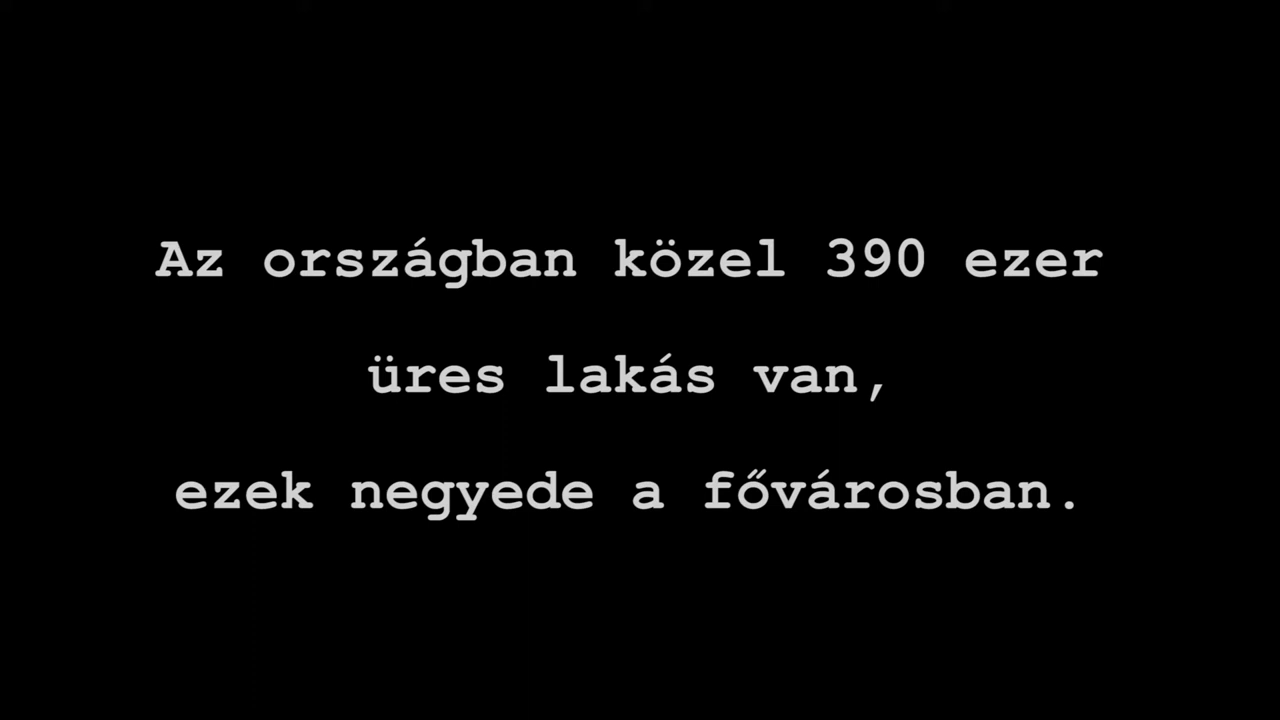 Az országban közel 390 ezer
üres lakás van,
ezek negyede a fővárosban.